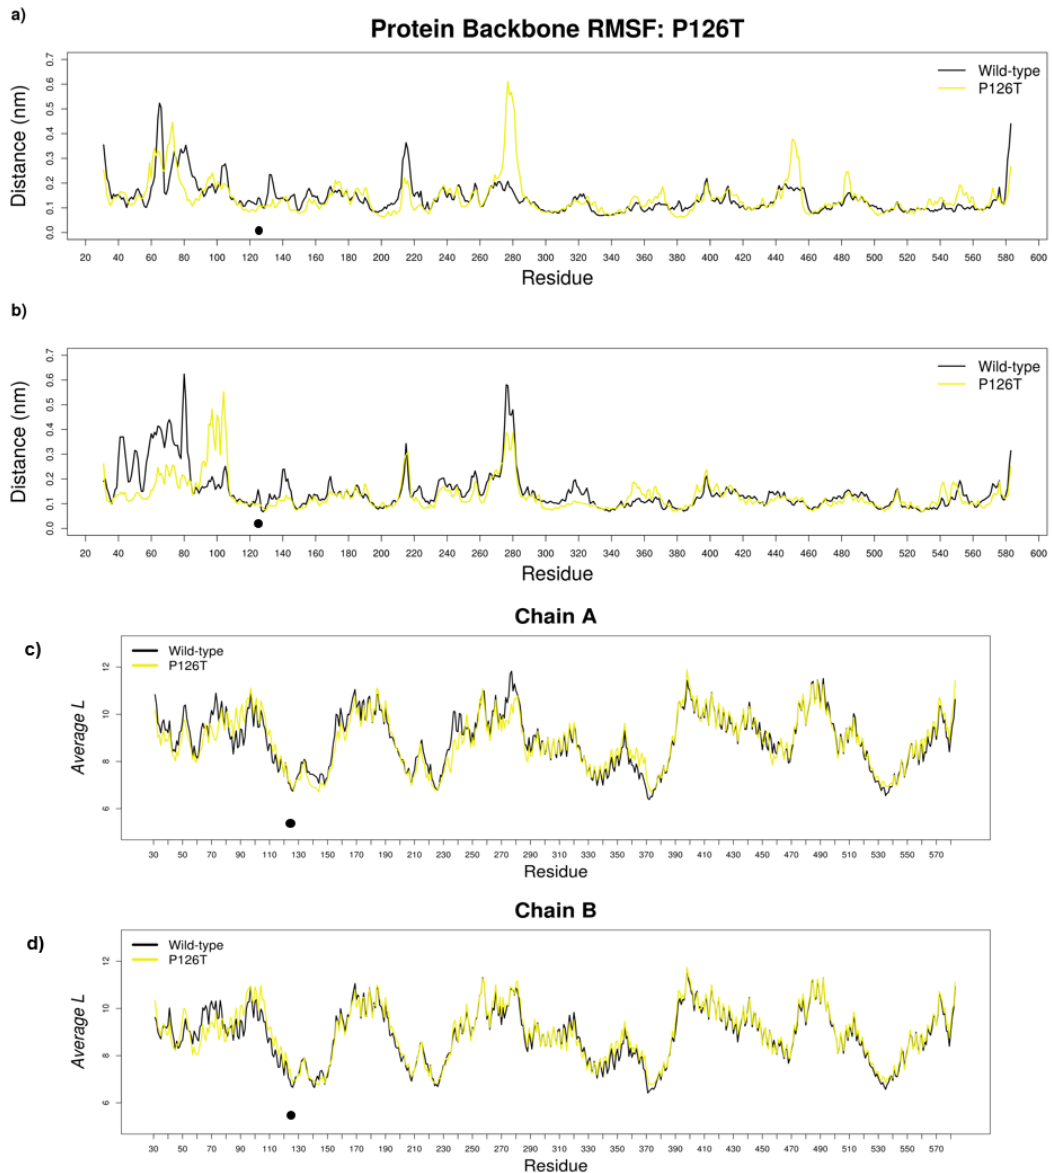 a)
Protein Backbone RMSF: P126T
Distance (nm)
0.7
0.6
0.5
0.4
0.3
0.2
0.1
0.0
Wild-type
P126T
20 40 60 80 100 120 140 160 180 200 220 240 260 280 300 320 340 360 380 400 420 440 460 480 500 520 540 560 580 600
Residue
b)
Distance (nm)
0.7
0.6
0.5
0.4
0.3
0.2
0.1
0.0
Wild-type
P126T
20 40 60 80 100 120 140 160 180 200 220 240 260 280 300 320 340 360 380 400 420 440 460 480 500 520 540 560 580 600
Residue
Chain A
c)
Average L
12
10
8
6
Wild-type
P126T
30 50 70 90 110 130 150 170 190 210 230 250 270 290 310 330 350 370 390 410 430 450 470 490 510 530 550 570
Residue
Chain B
d)
Average L
12
10
8
6
Wild-type
P126T
30 50 70 90 110 130 150 170 190 210 230 250 270 290 310 330 350 370 390 410 430 450 470 490 510 530 550 570
Residue